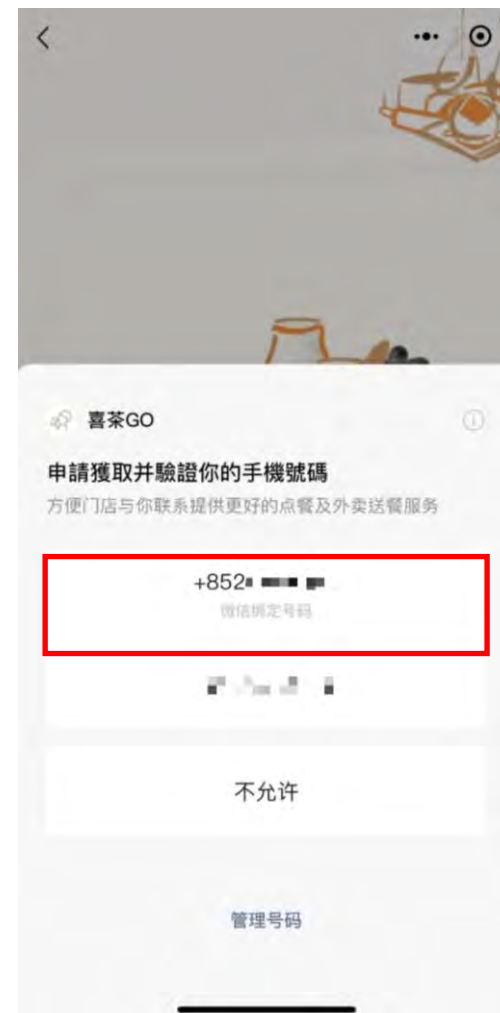 喜茶GO
申請獲取并驗證你的手機號碼
方便门店与你联系提供更好的点餐及外卖送餐服务
+852
微信绑定号码
不允许
管理号码